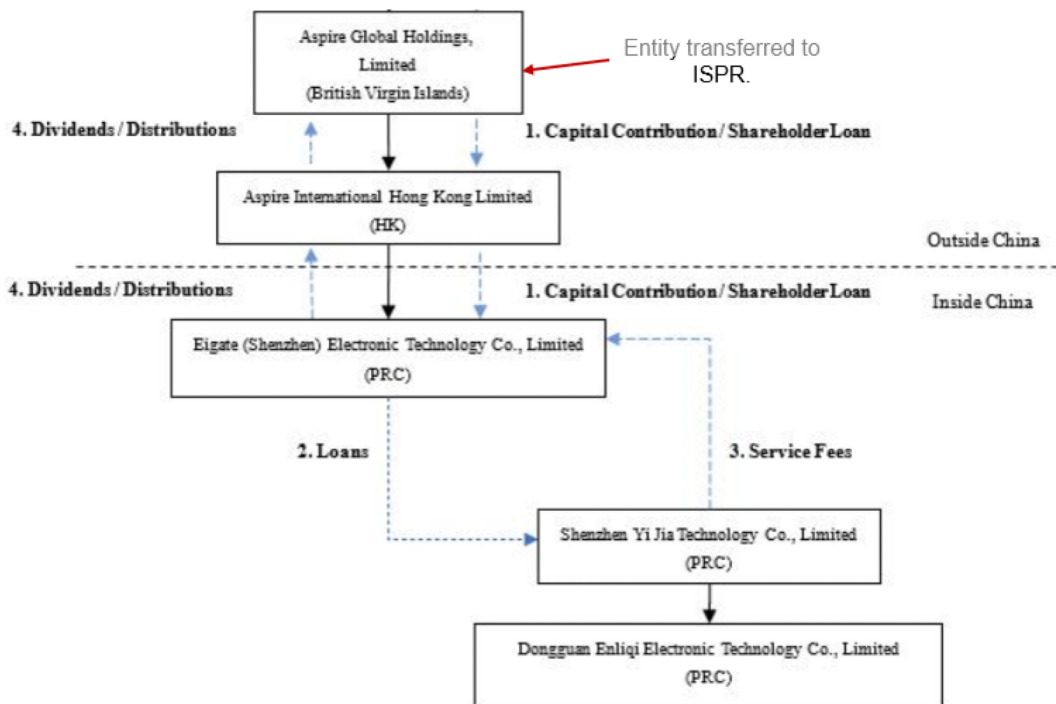 Aspire Global Holdings,
Limited
(British Virgin Islands)
Entity transferred to
ISPR.
4. Dividends / Distributions
1. Capital Contribution / Shareholder Loan
Aspire International Hong Kong Limited
(HK)
Outside China
4. Dividends / Distributions
1. Capital Contribution / Shareholder Loan
Inside China
Eigate (Shenzhen) Electronic Technology Co., Limited
(PRC)
2. Loans
3. Service Fees
Shenzhen Yi Jia Technology Co., Limited
(PRC)
Dongguan Enliqi Electronic Technology Co., Limited
(PRC)